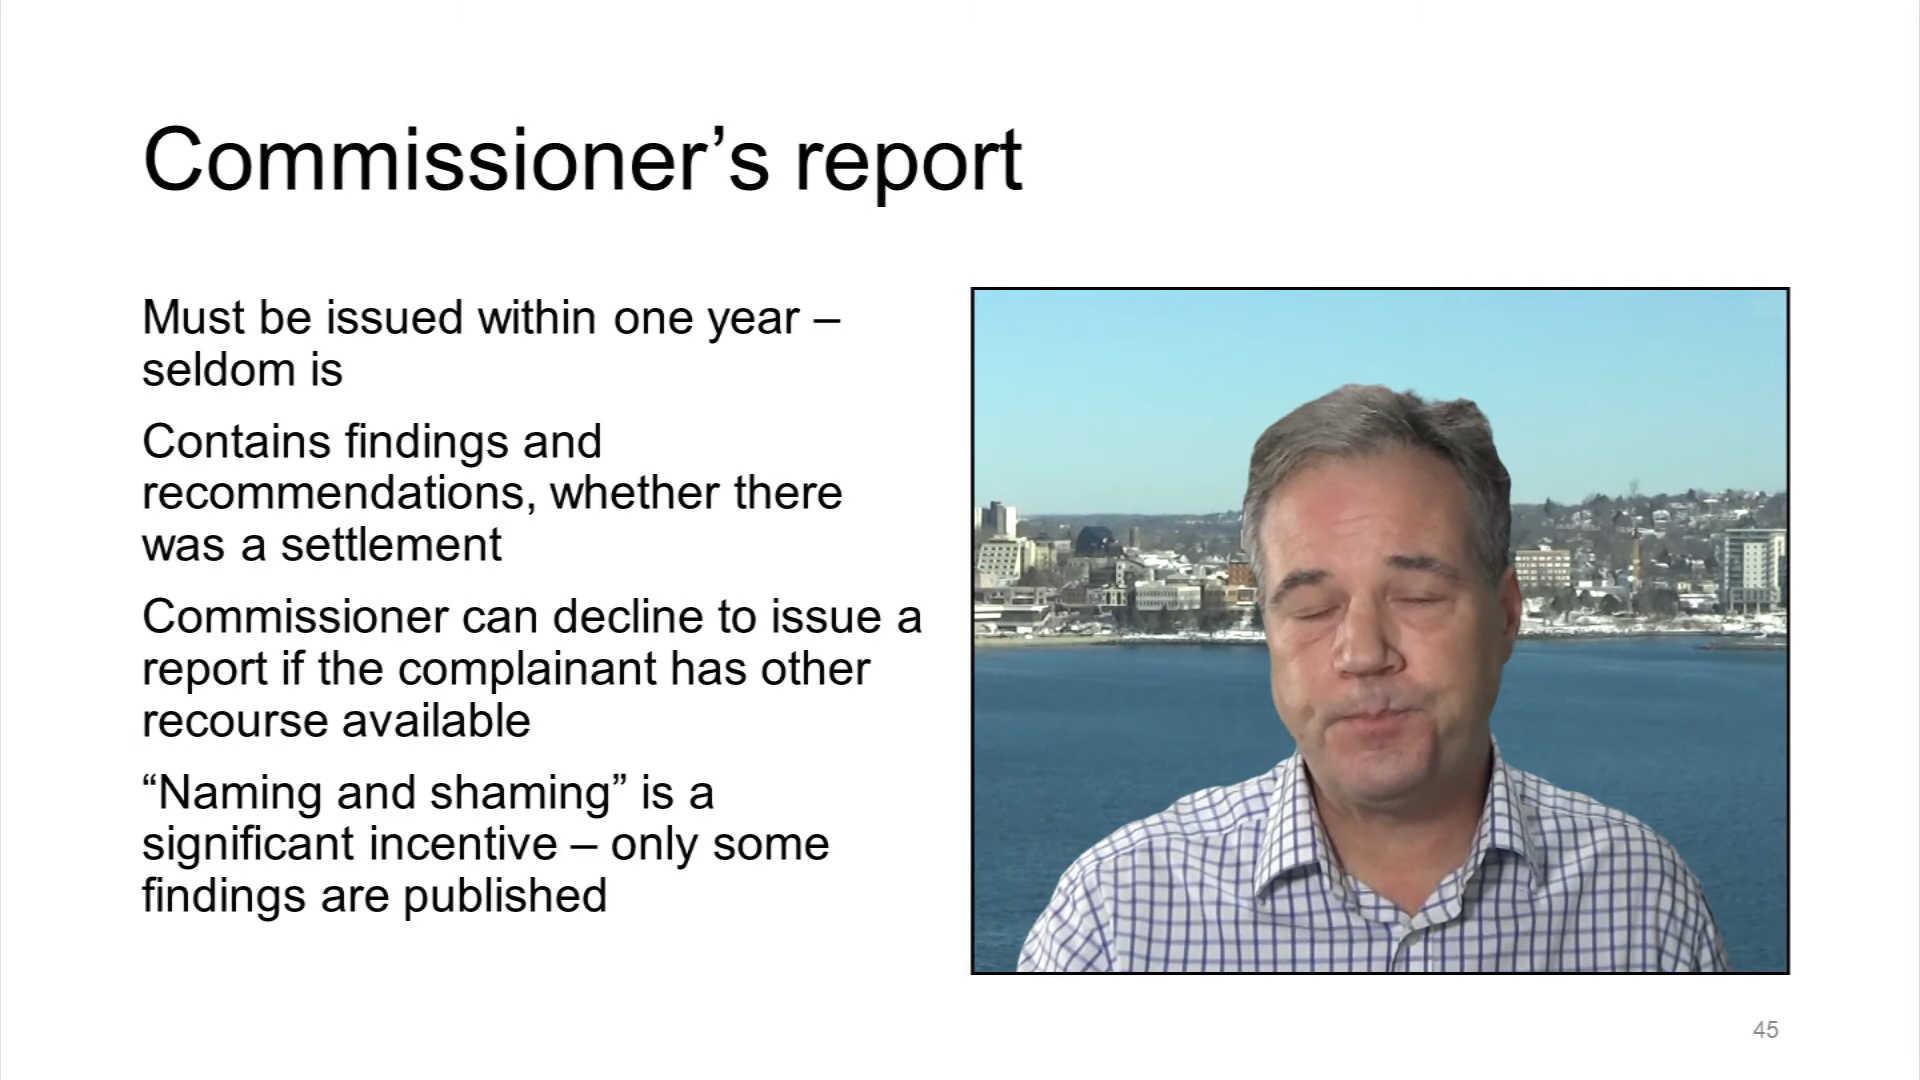 Commissioner’s report
Must be issued within one year –
seldom is
Contains findings and
recommendations, whether there
was a settlement
Commissioner can decline to issue a
report if the complainant has other
recourse available
“Naming and shaming” is a
significant incentive – only some
findings are published
45